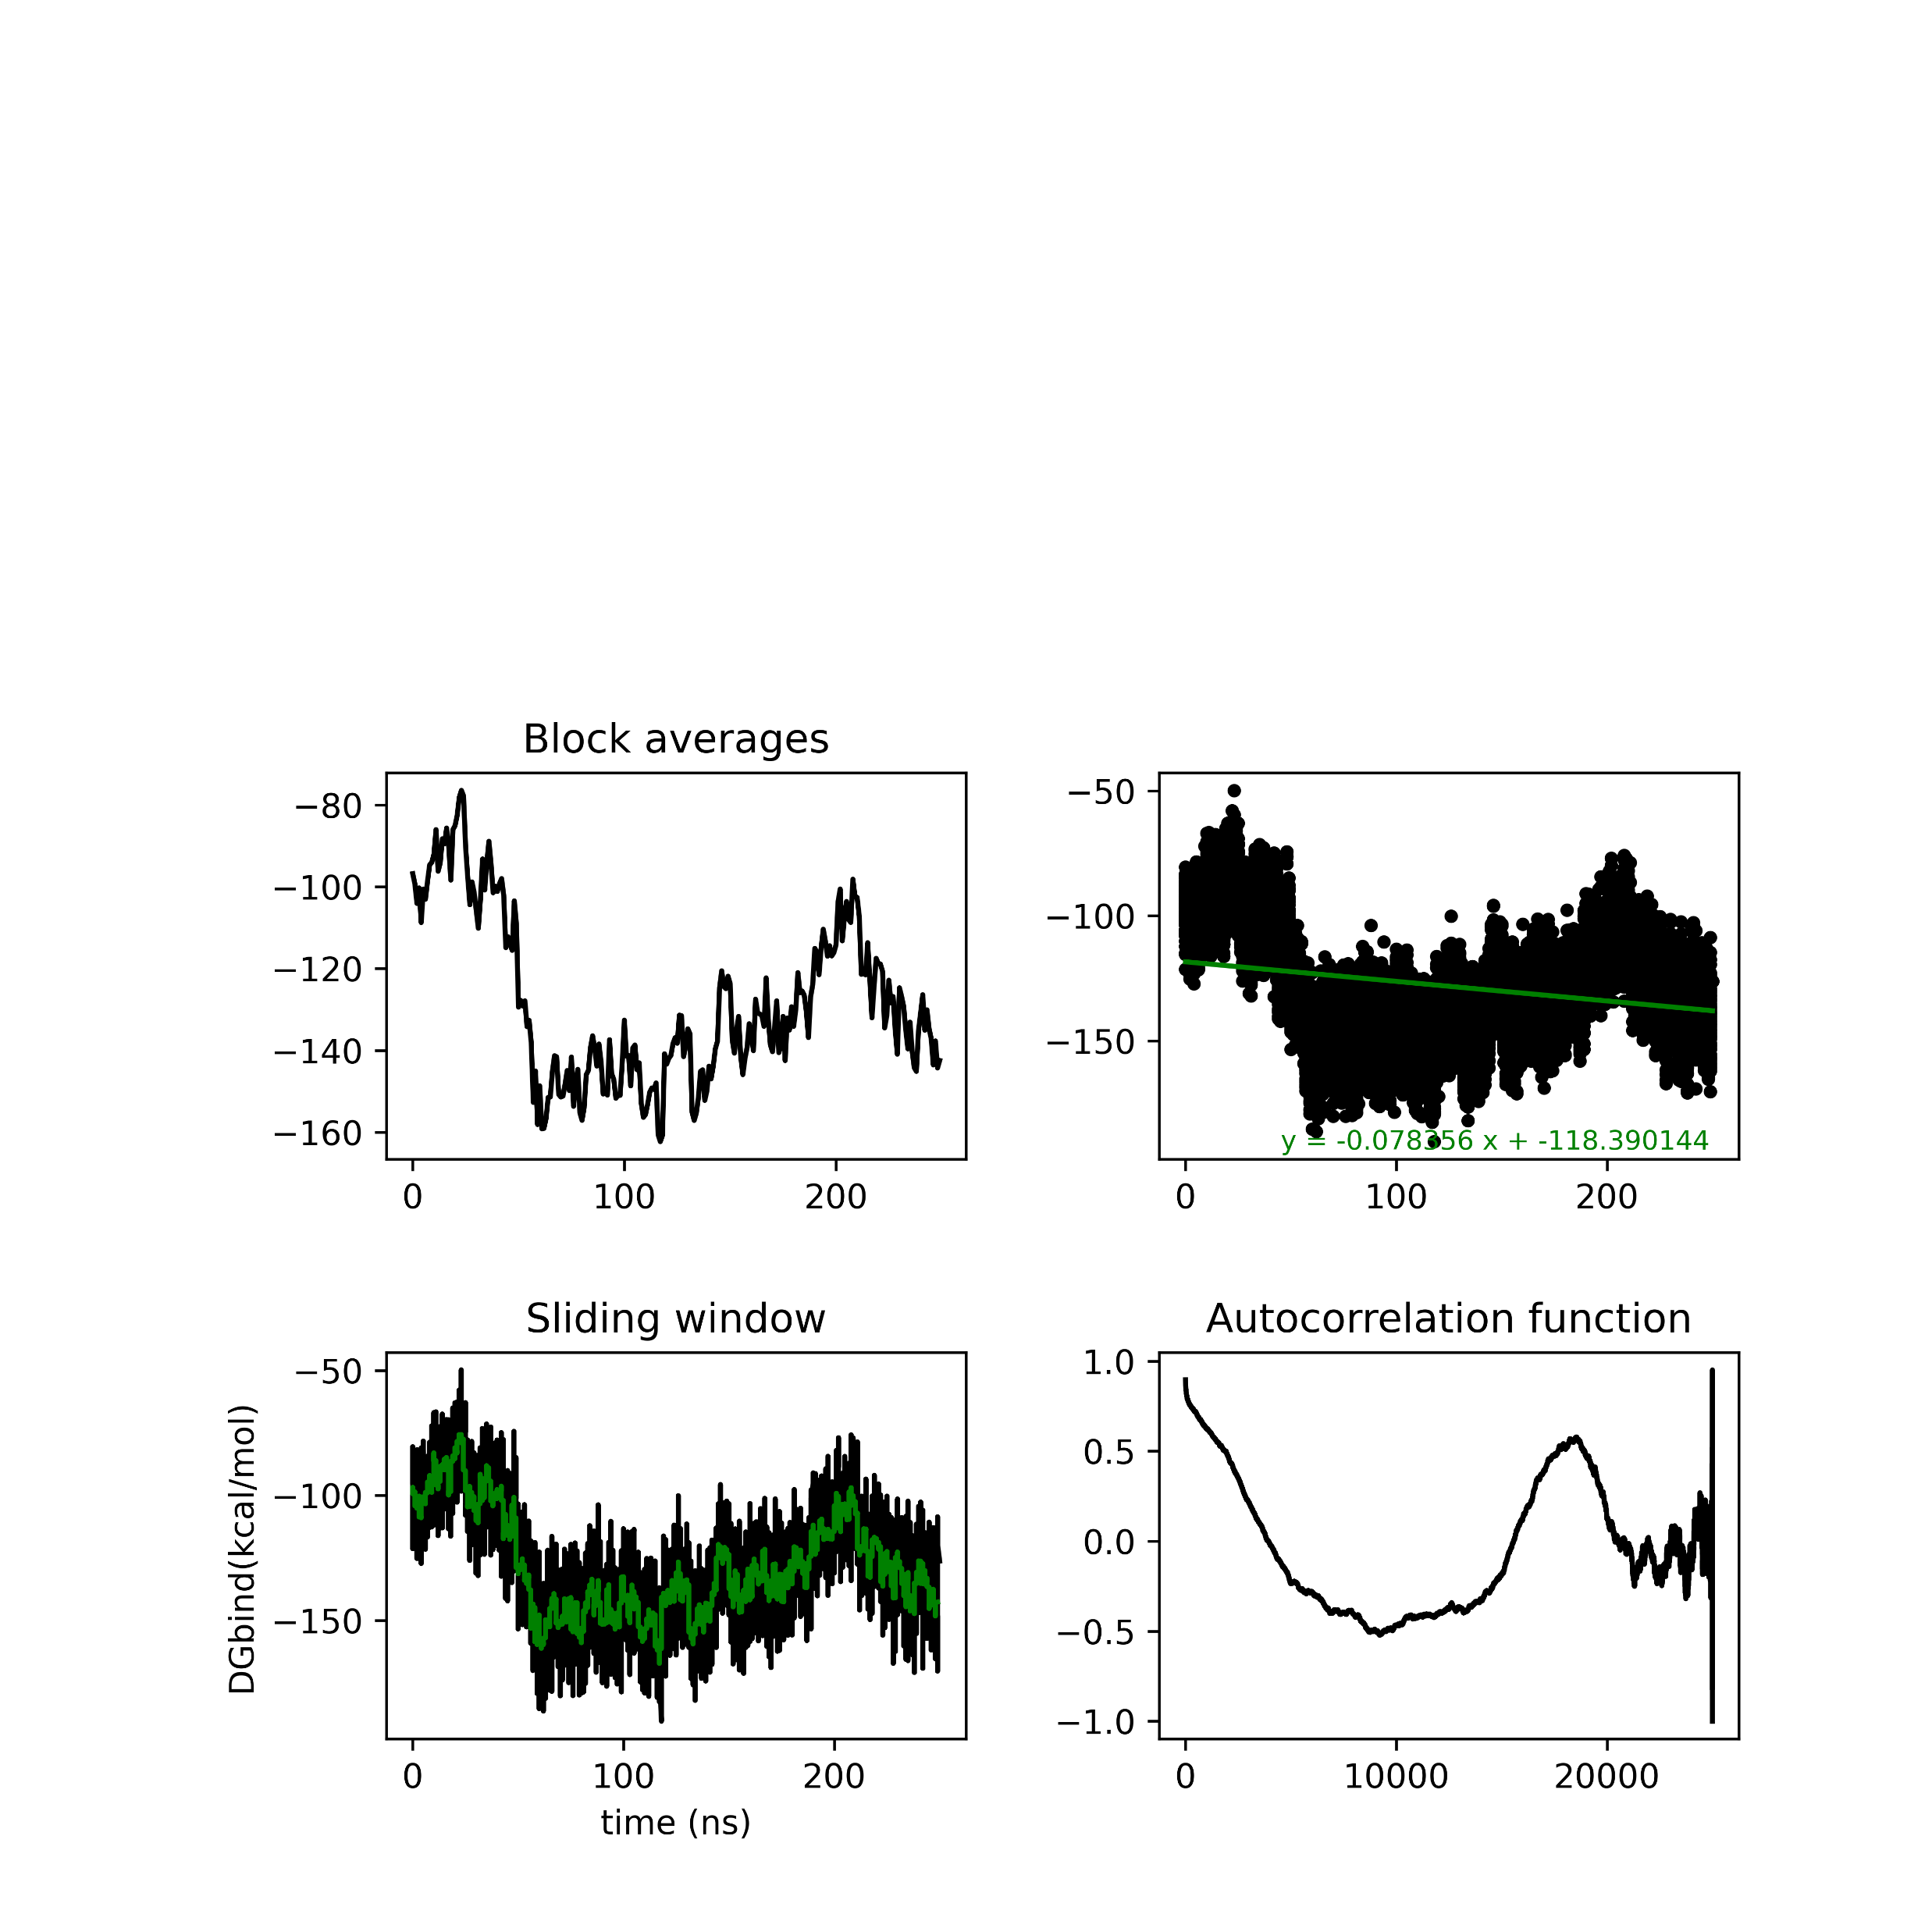 Block averages
−80
−100
−120
−140
−160
0 100 200
−50
−100
−150
y = -0.078356 x + -118.390144
0 100 200
Sliding window
DGbind(kcal/mol)
−50
−100
−150
0 100 200
time (ns)
Autocorrelation function
1.0
0.5
0.0
−0.5
−1.0
0 10000 20000